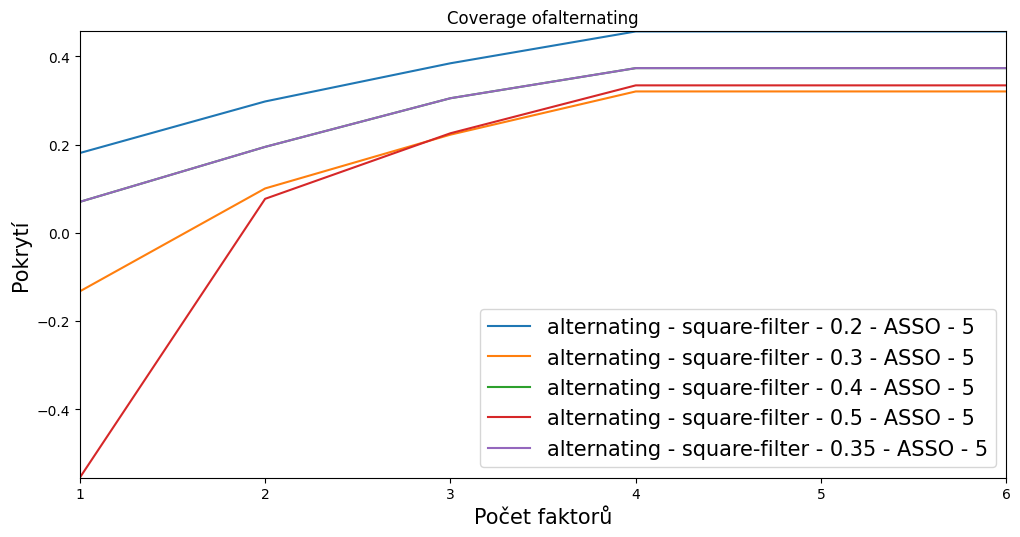 Coverage ofalternating
0.4
0.2
0.0
−0.2
−0.4
Pokrytí
alternating - square-filter - 0.2 - ASSO - 5
alternating - square-filter - 0.3 - ASSO - 5
alternating - square-filter - 0.4 - ASSO - 5
alternating - square-filter - 0.5 - ASSO - 5
alternating - square-filter - 0.35 - ASSO - 5
1 2 3 4 5 6
Počet faktorů